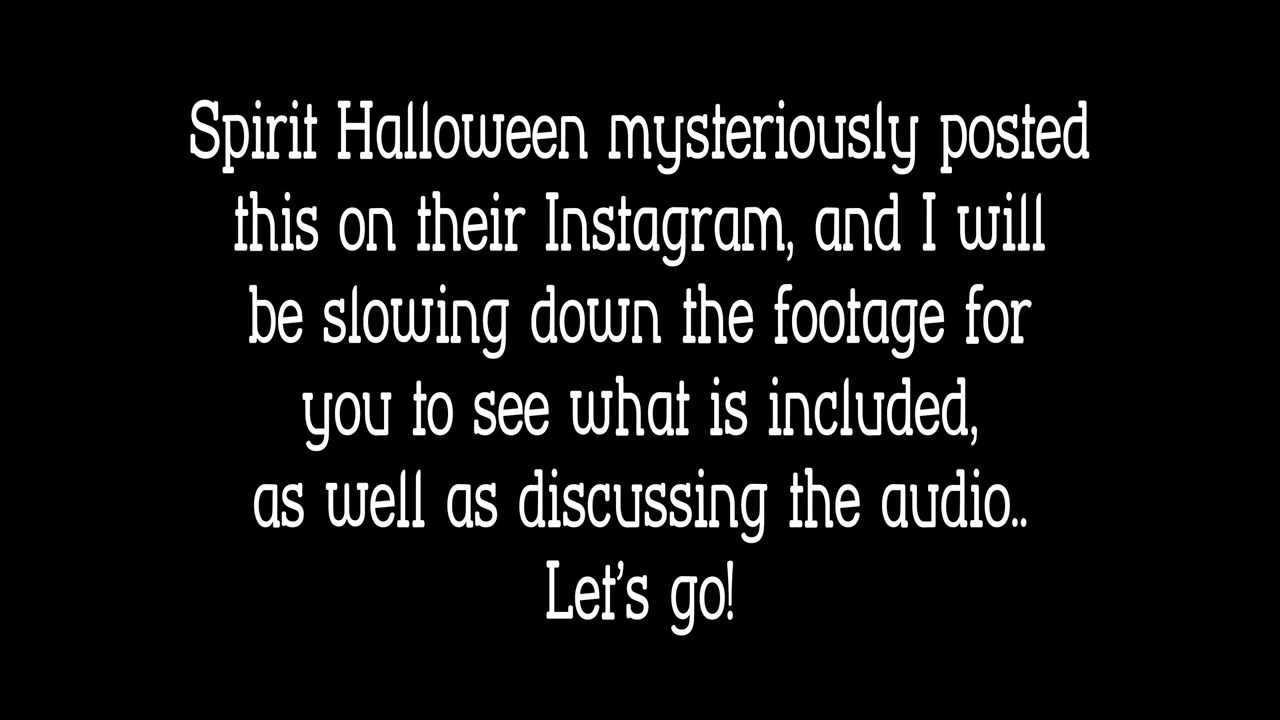 Spirit Halloween mysteriously posted
this on their Instagram, and I will
be slowing down the footage for
you to see what is included,
as well as discussing the audio..
Let's go!